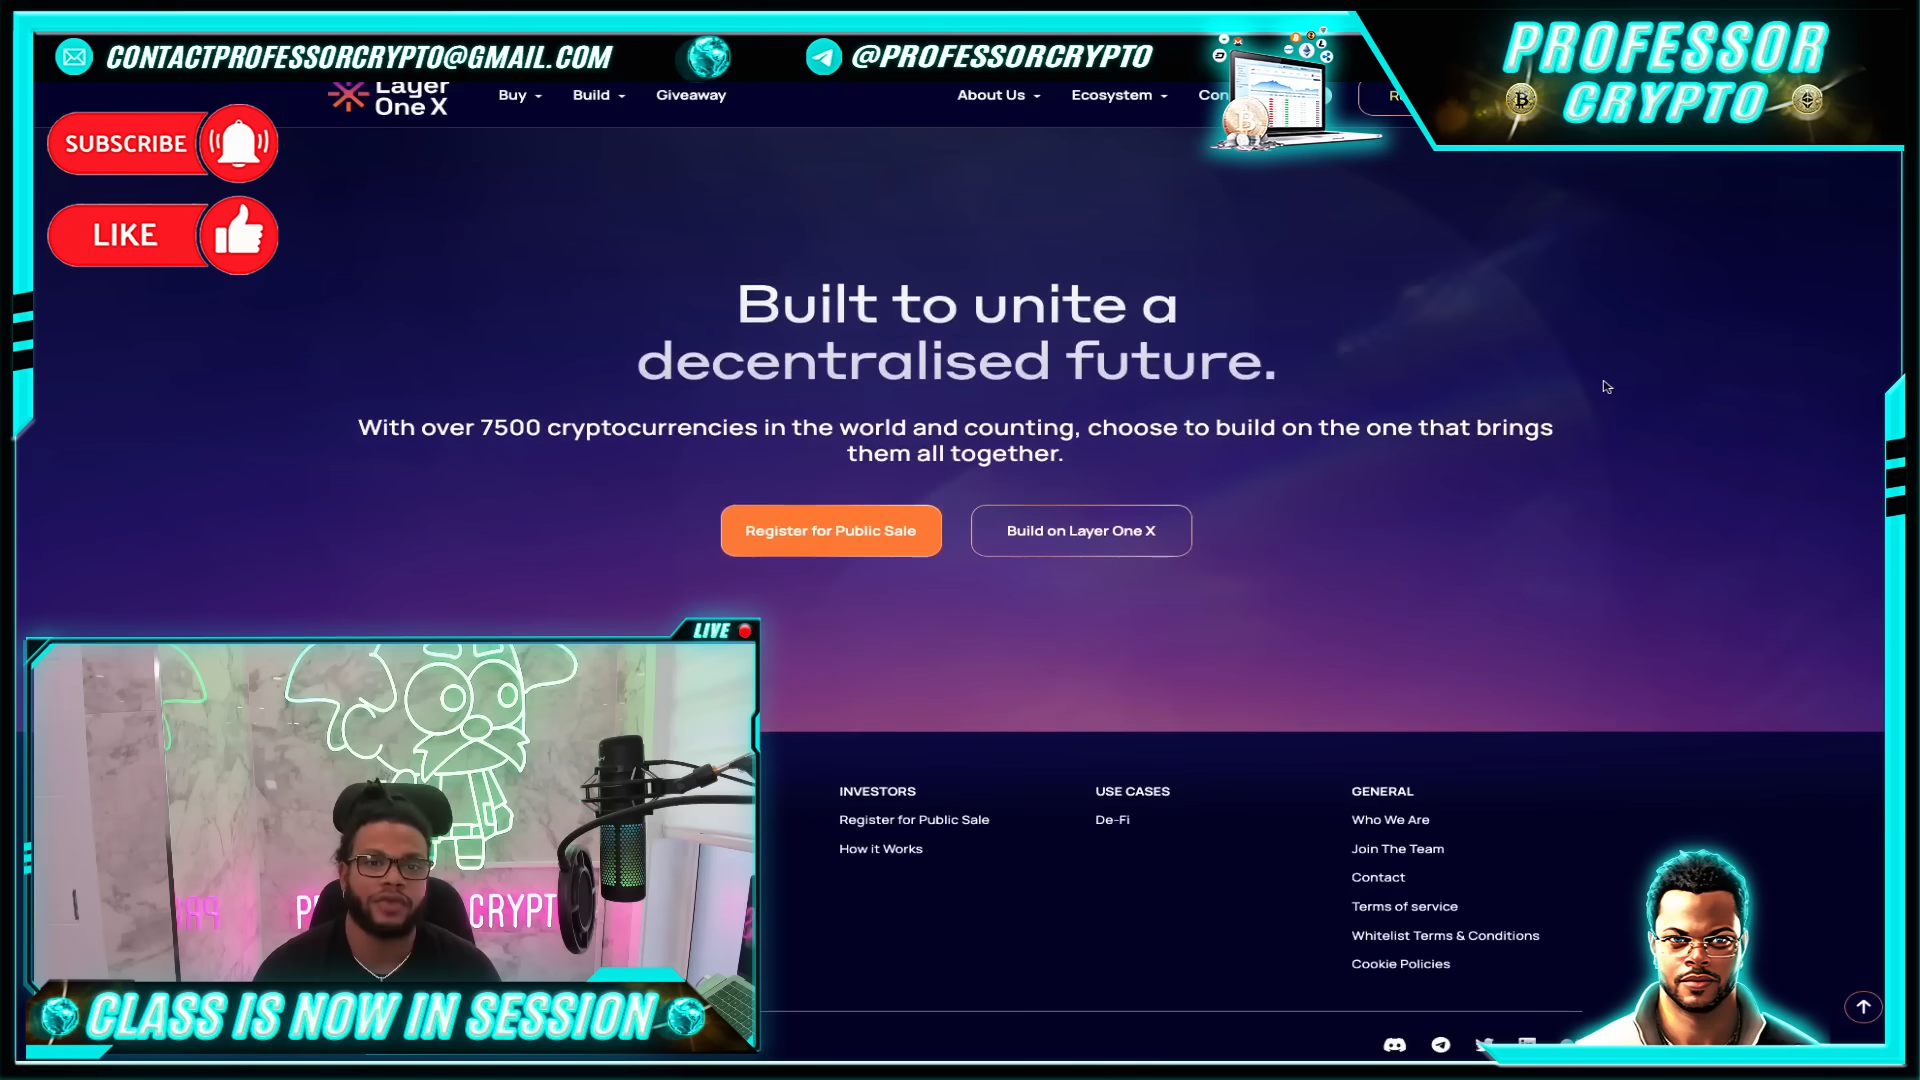 CONTACTPROFESSORCRYPTO@GMAIL.COM
@PROFESSORCRYPTO
PROFESSOR
CRYPTO
Layer
One X
Buy
Build
Giveaway
About Us
Ecosystem
SUBSCRIBE
LIKE
Built to unite a
decentralised future.
With over 7500 cryptocurrencies in the world and counting, choose to build on the one that brings
them all together.
Register for Public Sale
Build on Layer One X
LIVE
INVESTORS
Register for Public Sale
How it Works
USE CASES
De-Fi
GENERAL
Who We Are
Join The Team
Contact
Terms of service
Whitelist Terms & Conditions
Cookie Policies
CLASS IS NOW IN SESSION